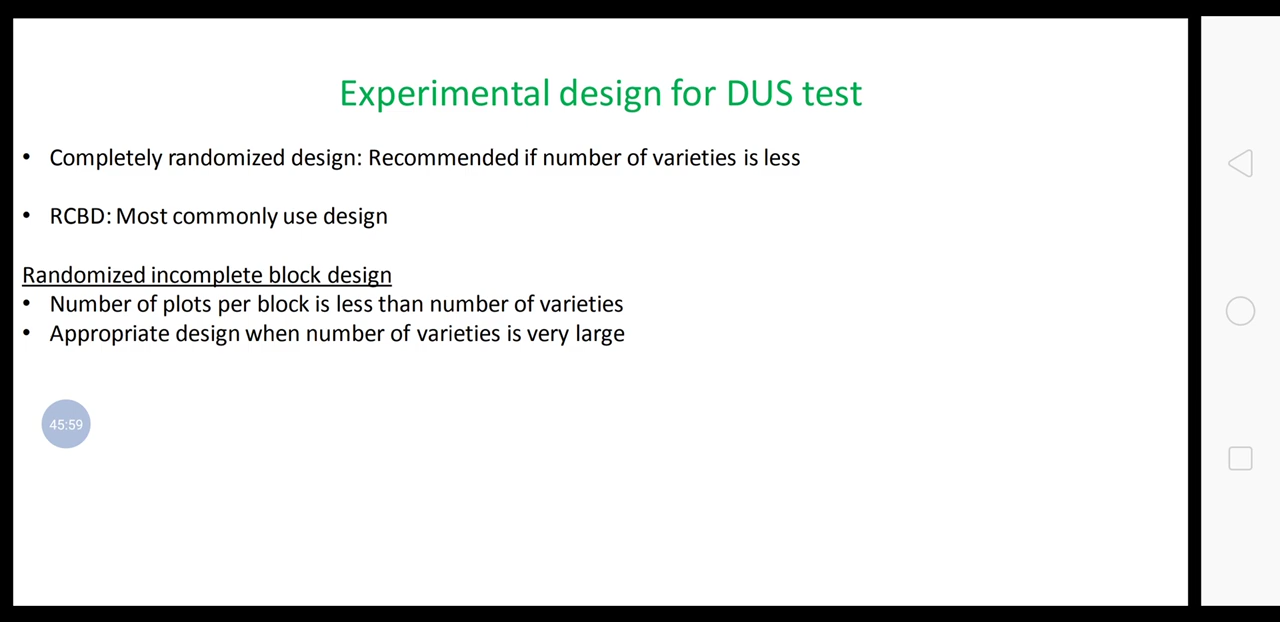 Experimental design for DUS test
• Completely randomized design: Recommended if number of varieties is less
• RCBD: Most commonly use design
Randomized incomplete block design
• Number of plots per block is less than number of varieties
• Appropriate design when number of varieties is very large
45:59